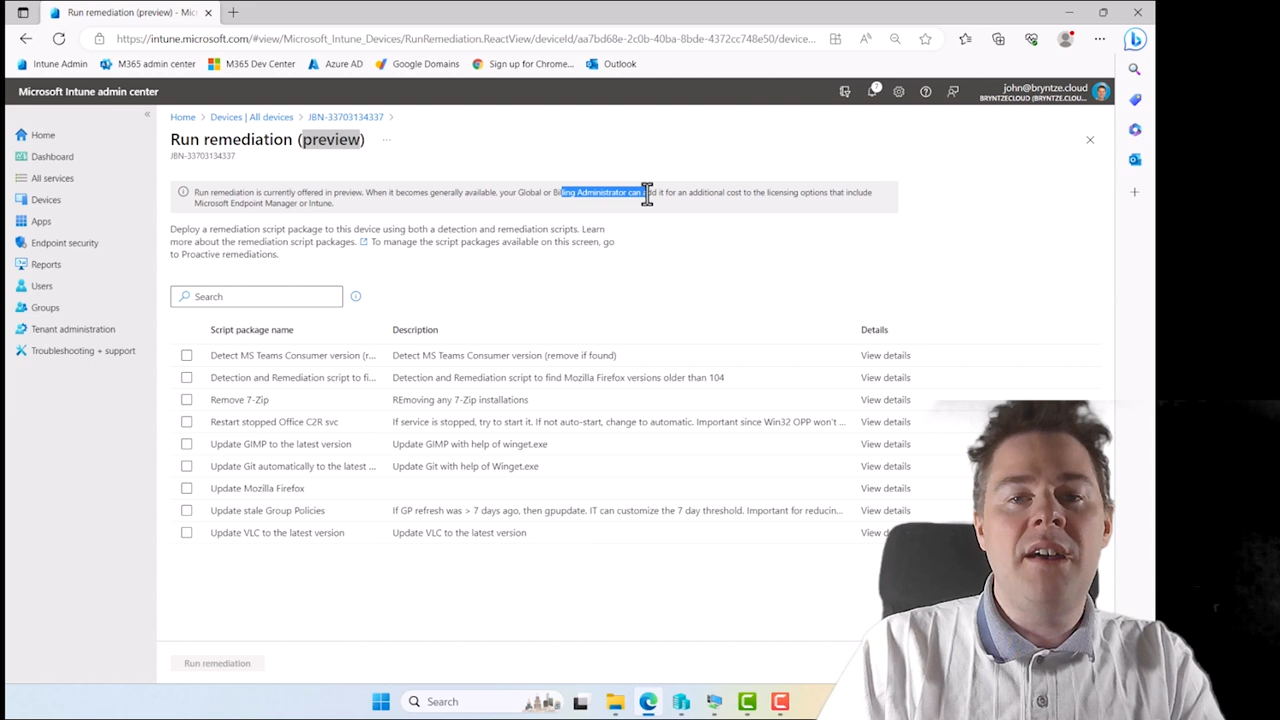 Run remediation (preview) - Mic
https://intune.microsoft.com/#view/Microsoft_Intune_Devices/RunRemediation.ReactView/deviceId/aa7bd68e-2c0b-40ba-8bde-4372cc748e50/device...
Intune Admin
M365 admin center
M365 Dev Center
Azure AD
Google Domains
Sign up for Chrome...
Outlook
Microsoft Intune admin center
7
john@bryntze.cloud
BRYNTZECLOUD (BRYNTZE.CLOU...
Home
Dashboard
All services
Devices
Apps
Endpoint security
Reports
Users
Groups
Tenant administration
Troubleshooting + support
Home > Devices | All devices > JBN-33703134337 >
Run remediation (preview) ...
JBN-33703134337
Run remediation is currently offered in preview. When it becomes generally available, your Global or Billing Administrator can add it for an additional cost to the licensing options that include
Microsoft Endpoint Manager or Intune.
Deploy a remediation script package to this device using both a detection and remediation scripts. Learn
more about the remediation script packages. To manage the script packages available on this screen, go
to Proactive remediations.
Search
Script package name Description Details
Detect MS Teams Consumer version (r... Detect MS Teams Consumer version (remove if found) View details
Detection and Remediation script to fi... Detection and Remediation script to find Mozilla Firefox versions older than 104 View details
Remove 7-Zip REmoving any 7-Zip installations View details
Restart stopped Office C2R svc If service is stopped, try to start it. If not auto-start, change to automatic. Important since Win32 OPP won't ... View details
Update GIMP to the latest version Update GIMP with help of winget.exe View details
Update Git automatically to the latest ... Update Git with help of Winget.exe View details
Update Mozilla Firefox View details
Update stale Group Policies If GP refresh was > 7 days ago, then gpupdate. IT can customize the 7 day threshold. Important for reducin... View details
Update VLC to the latest version Update VLC to the latest version View de
Run remediation
Search